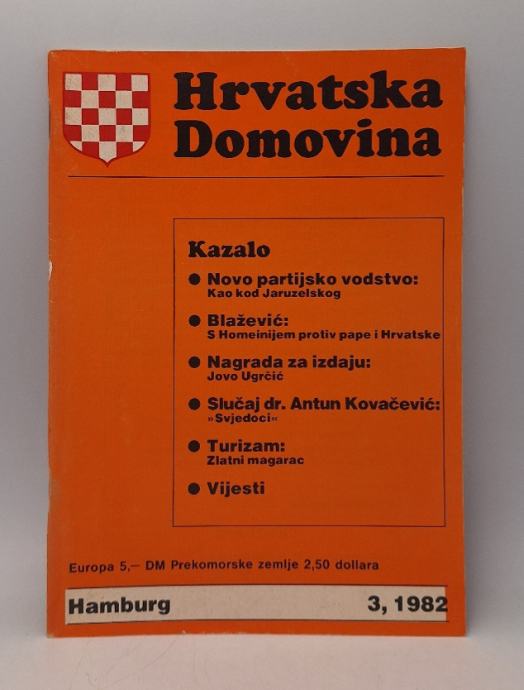 Hrvatska
Domovina
Kazalo
● Novo partijsko vodstvo:
Kao kod Jaruzelskog
● Blažević:
S Homeinijem protiv pape i Hrvatske
● Nagrada za izdaju:
Jovo Ugrčić
● Slučaj dr. Antun Kovačević:
»Svjedoci«
● Turizam:
Zlatni magarac
● Vijesti
Europa 5,— DM Prekomorske zemlje 2,50 dollara
Hamburg 3, 1982